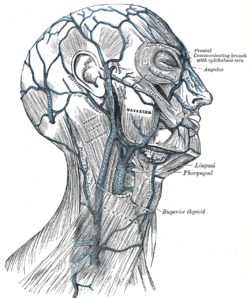 Frontal
Communicating branch
with ophthalmic vein
Angular
MASSETER
Lingual
Pharyngeal
Superior thyroid